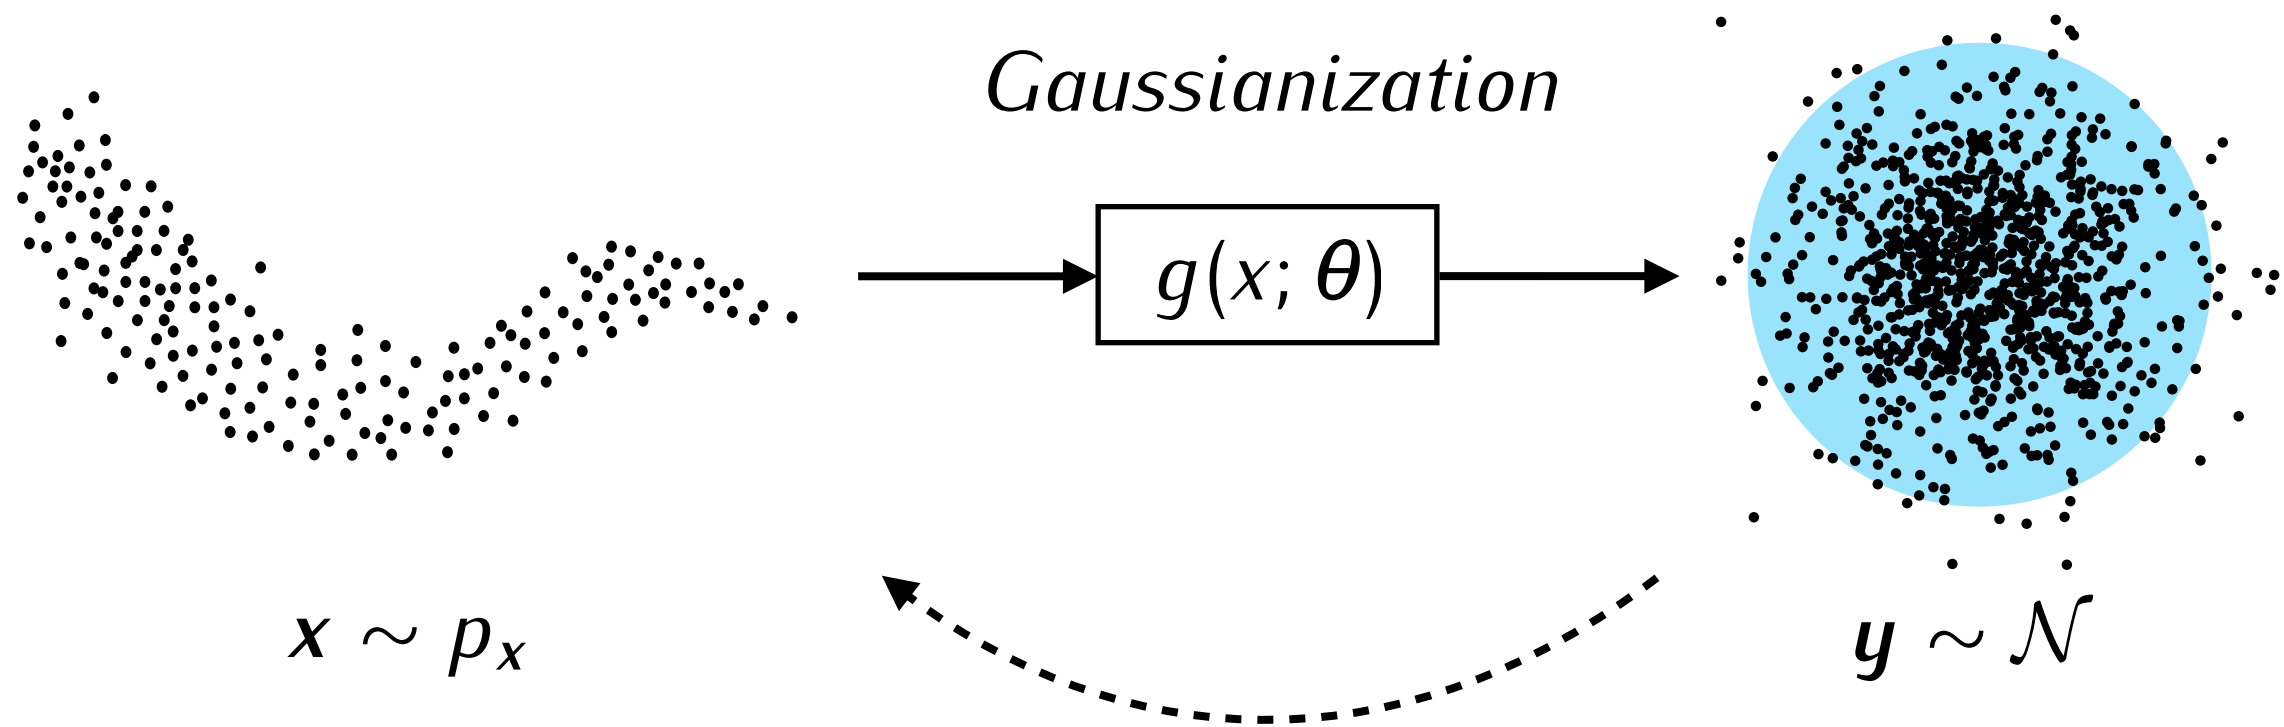 Gaussianization
g(x; θ)
x ~ pₓ
y ~ 𝒩